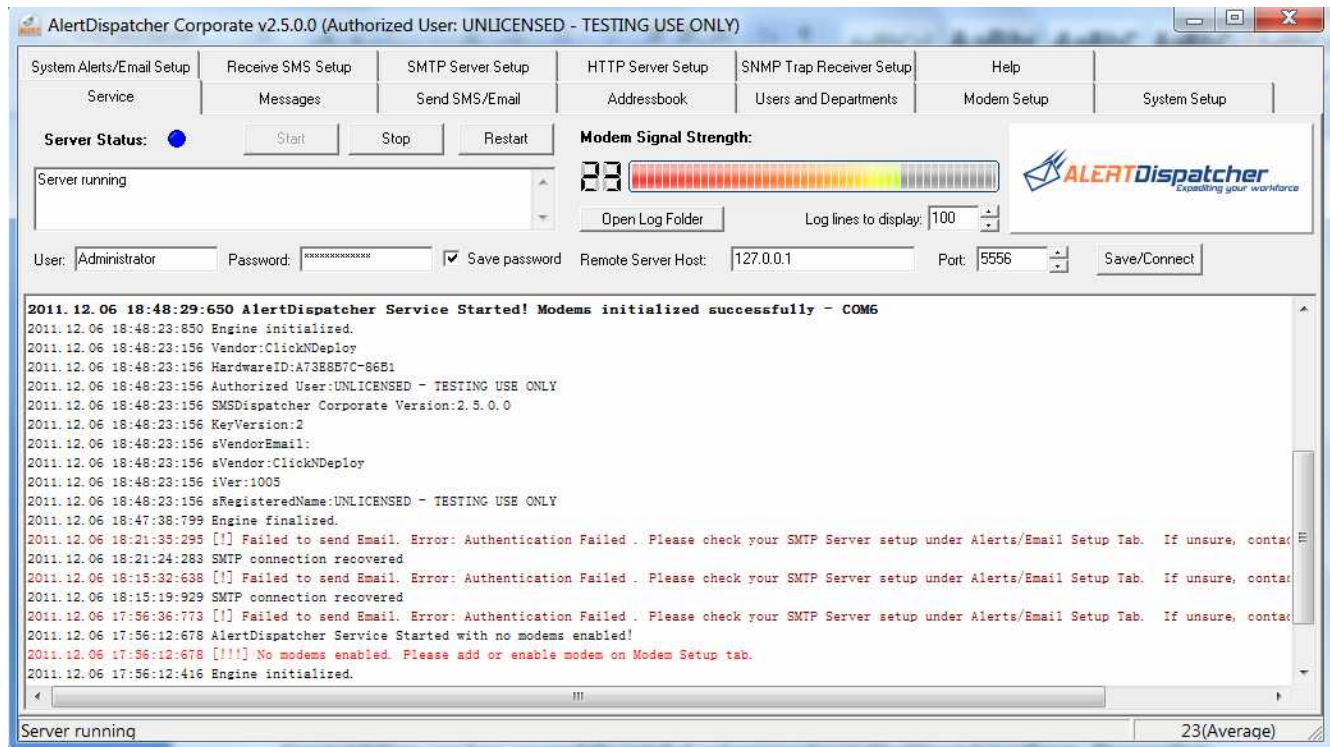 AlertDispatcher Corporate v2.5.0.0 (Authorized User: UNLICENSED - TESTING USE ONLY)
System Alerts/Email Setup Receive SMS Setup SMTP Server Setup HTTP Server Setup SNMP Trap Receiver Setup Help
Service Messages Send SMS/Email Addressbook Users and Departments Modem Setup System Setup
Server Status: Start Stop Restart Modem Signal Strength:
Server running
23
ALERTDispatcher
Expediting your workforce
Open Log Folder Log lines to display: 100
User: Administrator Password: xxxxxxxxxxxxx Save password Remote Server Host: 127.0.0.1 Port: 5556 Save/Connect
2011.12.06 18:48:29:650 AlertDispatcher Service Started! Modems initialized successfully - COM6
2011.12.06 18:48:23:850 Engine initialized.
2011.12.06 18:48:23:156 Vendor:ClickNDeploy
2011.12.06 18:48:23:156 HardwareID:A73E8B7C-86B1
2011.12.06 18:48:23:156 Authorized User:UNLICENSED - TESTING USE ONLY
2011.12.06 18:48:23:156 SMSDispatcher Corporate Version:2.5.0.0
2011.12.06 18:48:23:156 KeyVersion:2
2011.12.06 18:48:23:156 sVendorEmail:
2011.12.06 18:48:23:156 sVendor:ClickNDeploy
2011.12.06 18:48:23:156 iVer:1005
2011.12.06 18:48:23:156 sRegisteredName:UNLICENSED - TESTING USE ONLY
2011.12.06 18:47:38:799 Engine finalized.
2011.12.06 18:21:35:295 [!] Failed to send Email. Error: Authentication Failed . Please check your SMTP Server setup under Alerts/Email Setup Tab. If unsure, contac
2011.12.06 18:21:24:283 SMTP connection recovered
2011.12.06 18:15:32:638 [!] Failed to send Email. Error: Authentication Failed . Please check your SMTP Server setup under Alerts/Email Setup Tab. If unsure, contac
2011.12.06 18:15:19:929 SMTP connection recovered
2011.12.06 17:56:36:773 [!] Failed to send Email. Error: Authentication Failed . Please check your SMTP Server setup under Alerts/Email Setup Tab. If unsure, contac
2011.12.06 17:56:12:678 AlertDispatcher Service Started with no modems enabled!
2011.12.06 17:56:12:678 [!!!] No modems enabled. Please add or enable modem on Modem Setup tab.
2011.12.06 17:56:12:416 Engine initialized.
Server running 23(Average)